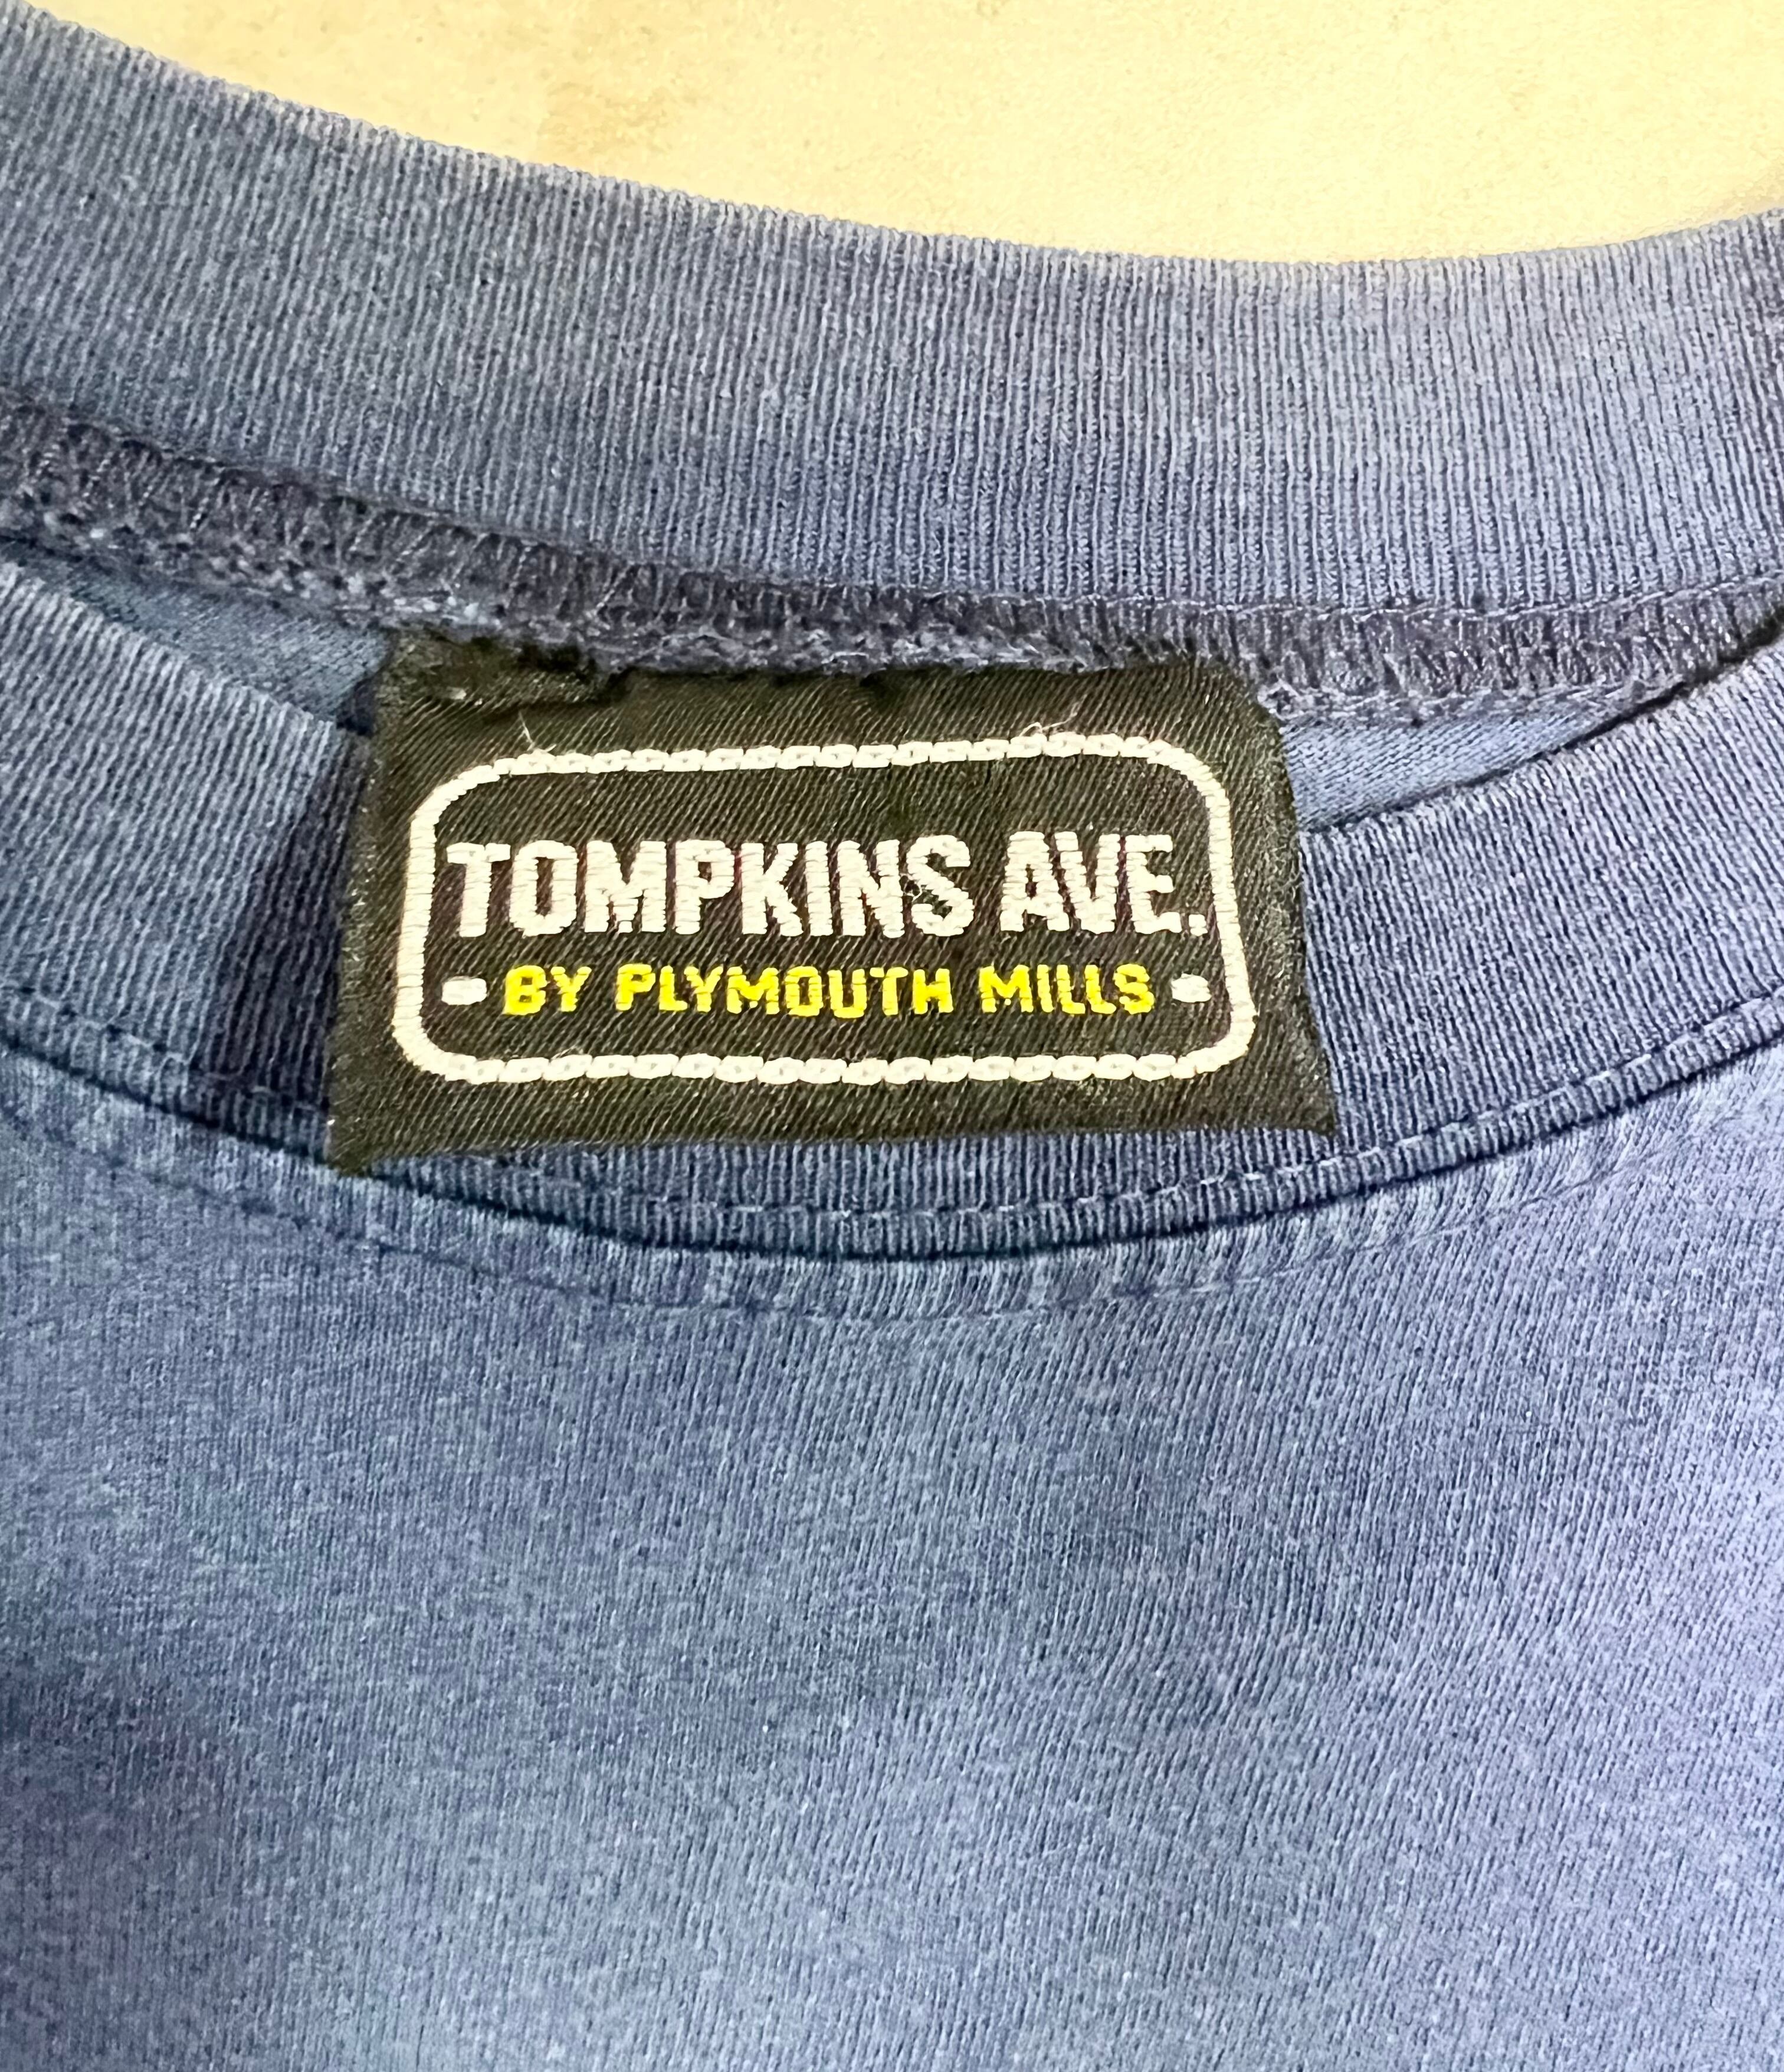 TOMPKINS AVE.
• BY PLYMOUTH MILLS •